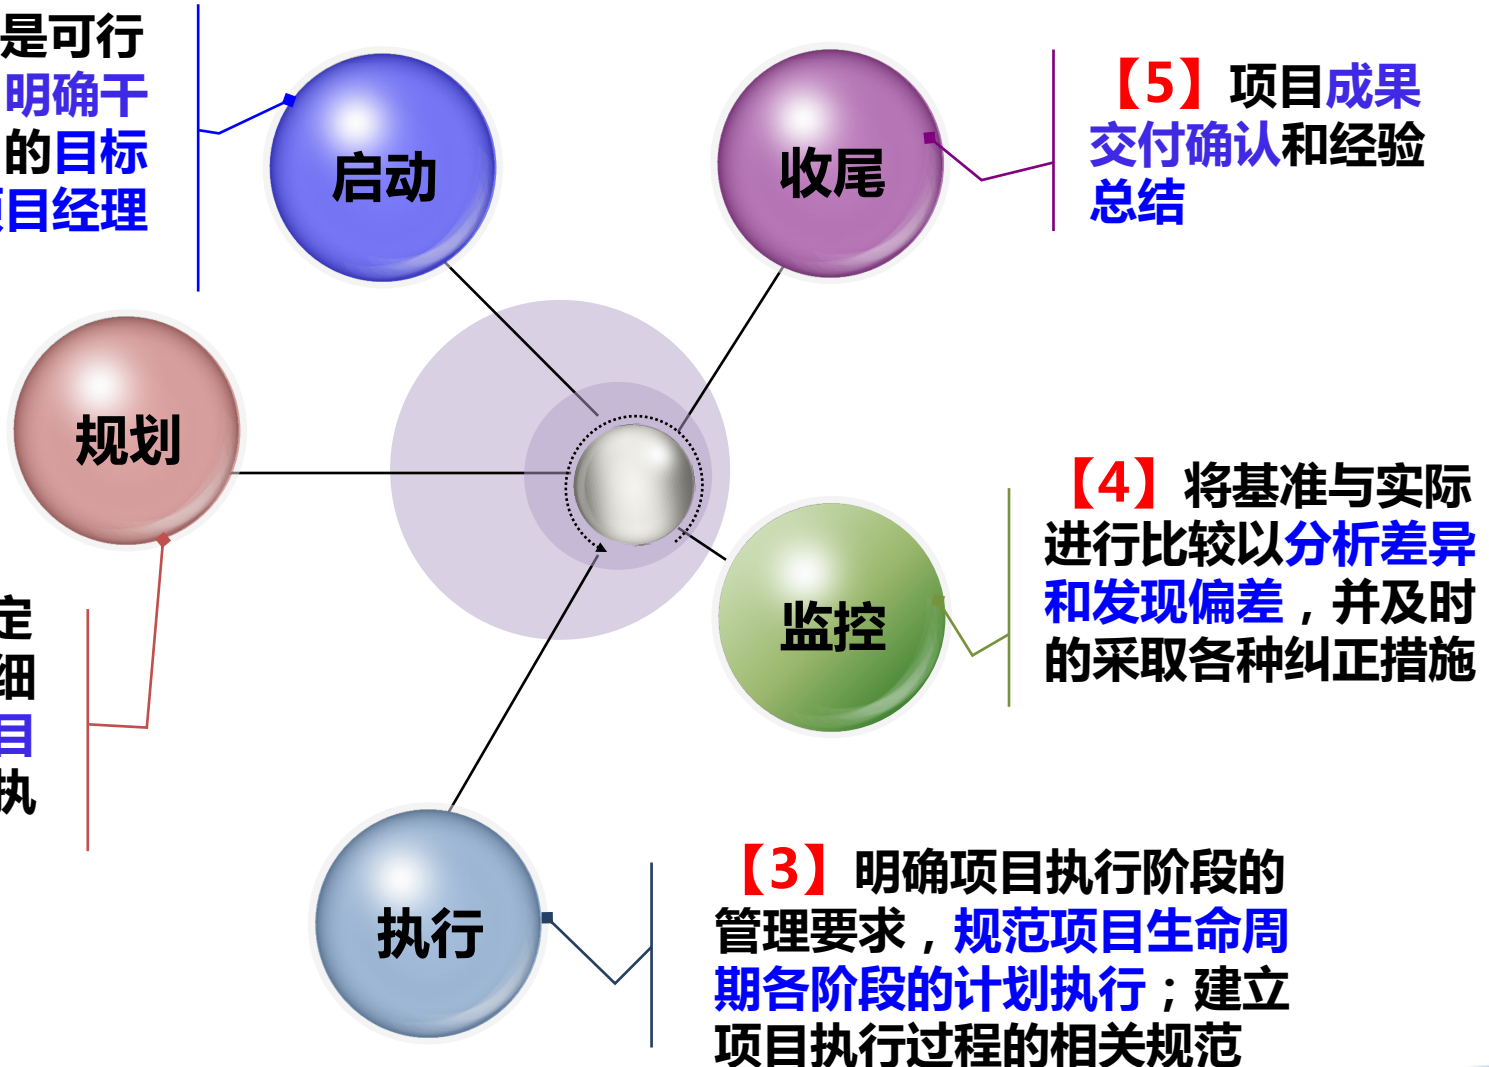 是可行
明确干
的目标
项目经理
启动
收尾
【5】项目成果
交付确认和经验
总结
规划
定
细
目
执
监控
【4】将基准与实际
进行比较以分析差异
和发现偏差，并及时
的采取各种纠正措施
执行
【3】明确项目执行阶段的
管理要求，规范项目生命周
期各阶段的计划执行；建立
项目执行过程的相关规范